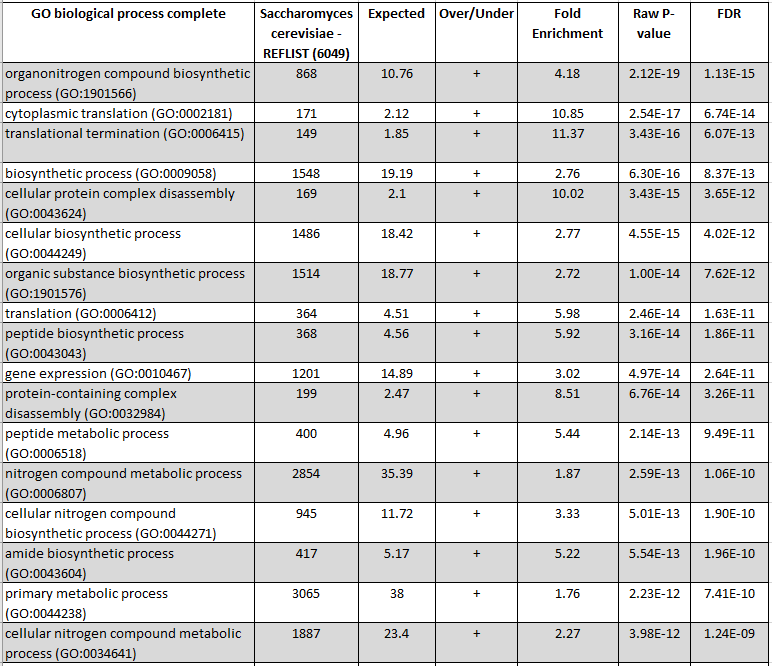 GO biological process complete | Saccharomyces cerevisiae - REFLIST (6049) | Expected | Over/Under | Fold Enrichment | Raw P-value | FDR
organonitrogen compound biosynthetic process (GO:1901566) | 868 | 10.76 | + | 4.18 | 2.12E-19 | 1.13E-15
cytoplasmic translation (GO:0002181) | 171 | 2.12 | + | 10.85 | 2.54E-17 | 6.74E-14
translational termination (GO:0006415) | 149 | 1.85 | + | 11.37 | 3.43E-16 | 6.07E-13
biosynthetic process (GO:0009058) | 1548 | 19.19 | + | 2.76 | 6.30E-16 | 8.37E-13
cellular protein complex disassembly (GO:0043624) | 169 | 2.1 | + | 10.02 | 3.43E-15 | 3.65E-12
cellular biosynthetic process (GO:0044249) | 1486 | 18.42 | + | 2.77 | 4.55E-15 | 4.02E-12
organic substance biosynthetic process (GO:1901576) | 1514 | 18.77 | + | 2.72 | 1.00E-14 | 7.62E-12
translation (GO:0006412) | 364 | 4.51 | + | 5.98 | 2.46E-14 | 1.63E-11
peptide biosynthetic process (GO:0043043) | 368 | 4.56 | + | 5.92 | 3.16E-14 | 1.86E-11
gene expression (GO:0010467) | 1201 | 14.89 | + | 3.02 | 4.97E-14 | 2.64E-11
protein-containing complex disassembly (GO:0032984) | 199 | 2.47 | + | 8.51 | 6.76E-14 | 3.26E-11
peptide metabolic process (GO:0006518) | 400 | 4.96 | + | 5.44 | 2.14E-13 | 9.49E-11
nitrogen compound metabolic process (GO:0006807) | 2854 | 35.39 | + | 1.87 | 2.59E-13 | 1.06E-10
cellular nitrogen compound biosynthetic process (GO:0044271) | 945 | 11.72 | + | 3.33 | 5.01E-13 | 1.90E-10
amide biosynthetic process (GO:0043604) | 417 | 5.17 | + | 5.22 | 5.54E-13 | 1.96E-10
primary metabolic process (GO:0044238) | 3065 | 38 | + | 1.76 | 2.23E-12 | 7.41E-10
cellular nitrogen compound metabolic process (GO:0034641) | 1887 | 23.4 | + | 2.27 | 3.98E-12 | 1.24E-09